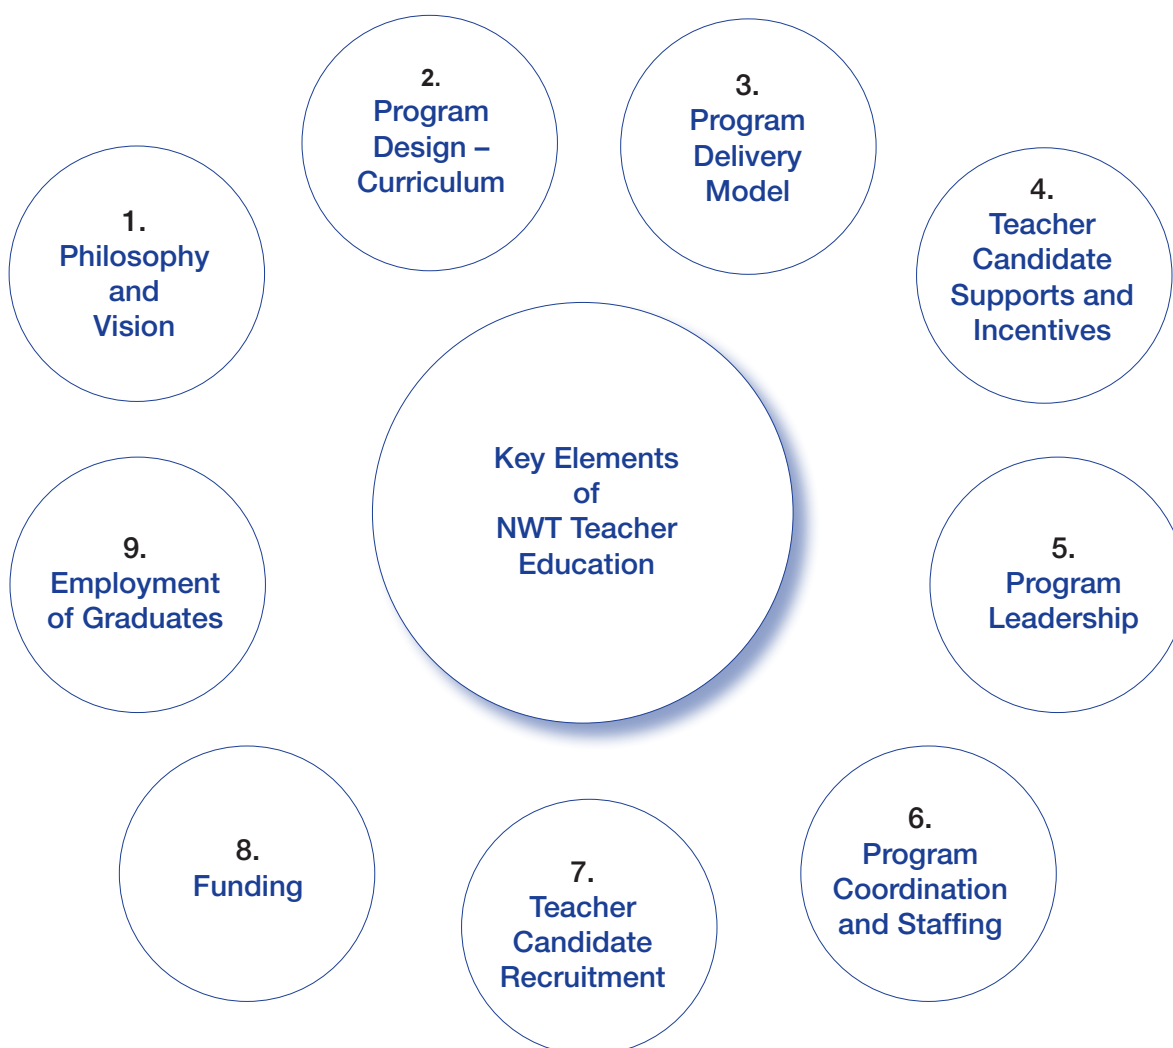 1.
Philosophy
and
Vision
2.
Program
Design –
Curriculum
3.
Program
Delivery
Model
4.
Teacher
Candidate
Supports and
Incentives
Key Elements
of
NWT Teacher
Education
5.
Program
Leadership
6.
Program
Coordination
and Staffing
7.
Teacher
Candidate
Recruitment
8.
Funding
9.
Employment
of Graduates